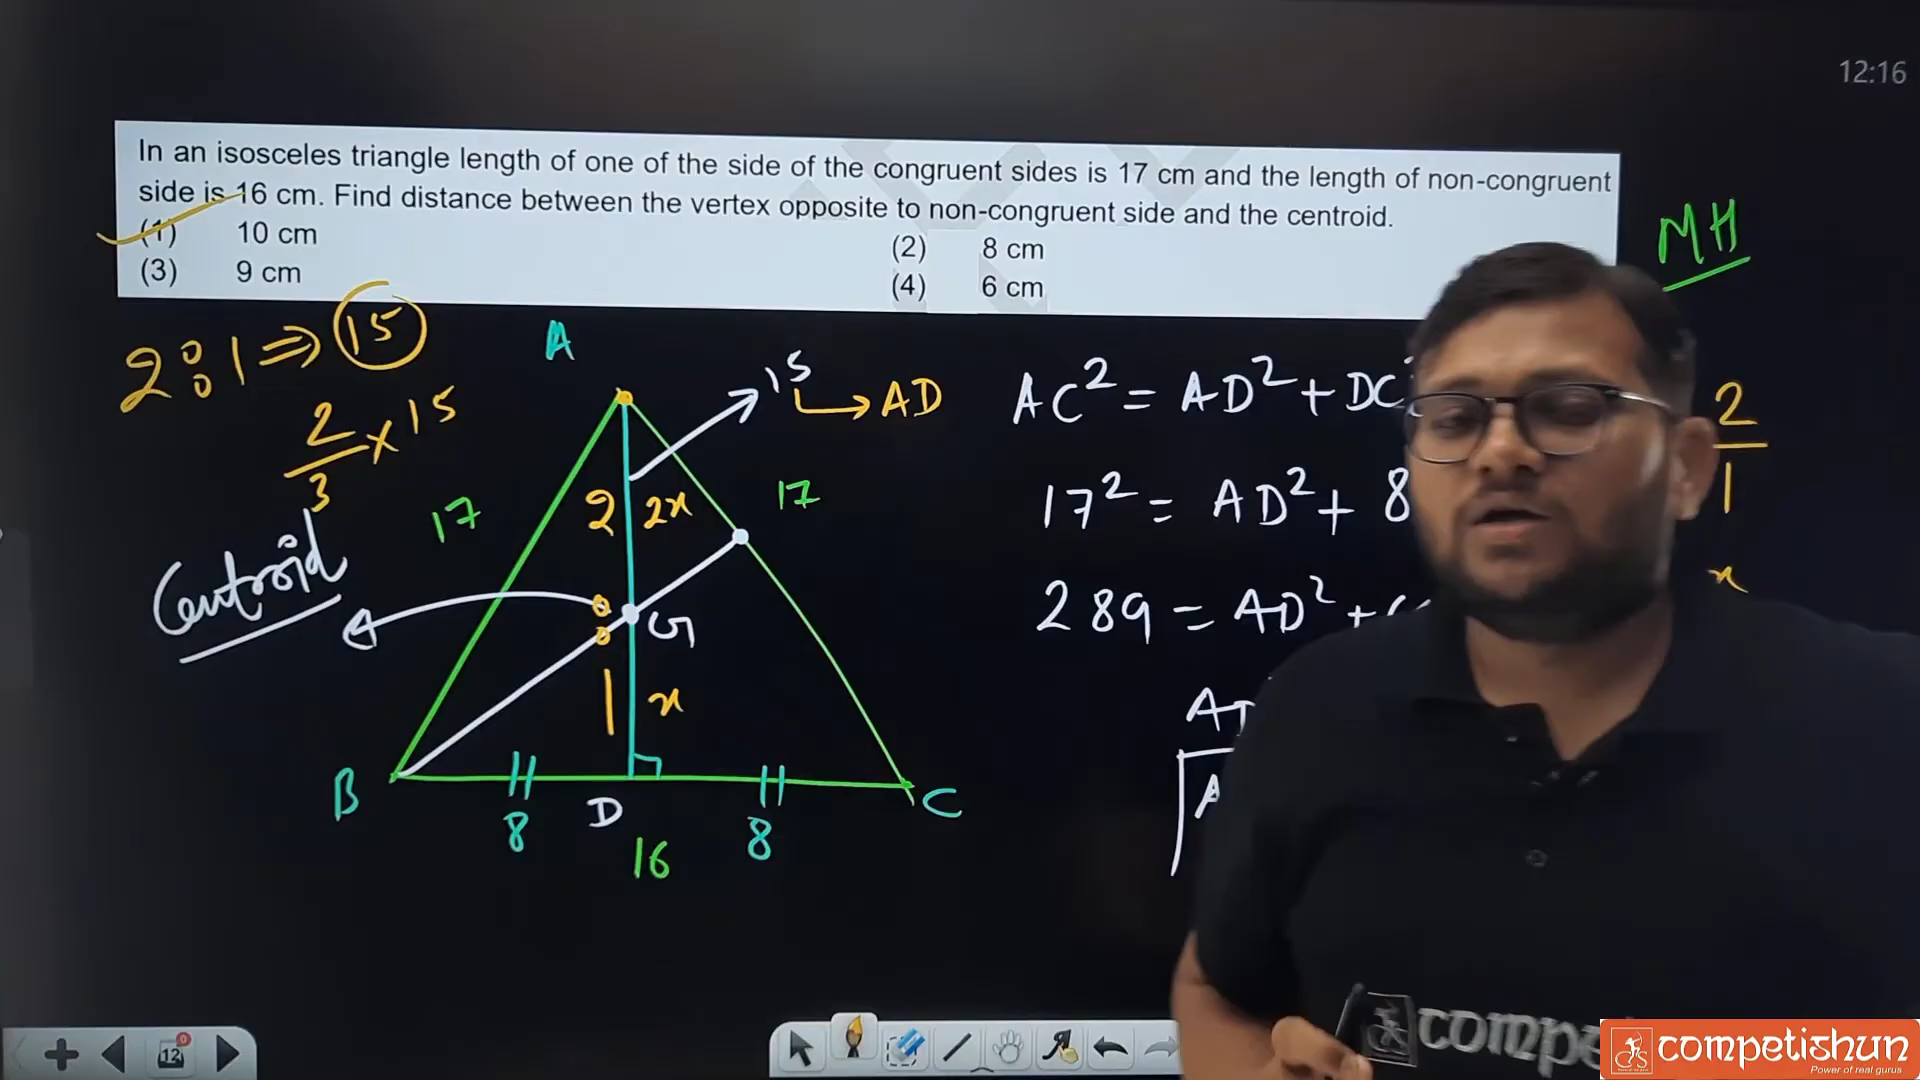 12:16
In an isosceles triangle length of one of the side of the congruent sides is 17 cm and the length of non-congruent
side is 16 cm. Find distance between the vertex opposite to non-congruent side and the centroid.
(1) 10 cm
(2) 8 cm
(3) 9 cm
(4) 6 cm
MH
2:1 ⇒ 15
2/3 × 15
A
15
AD
17
17
2
2x
Centroid
G
1
x
B
D
C
8
8
16
AC² = AD² + DC
17² = AD² + 8
289 = AD² +
2
1
x
A
12
compe
competishun
Power of real gurus